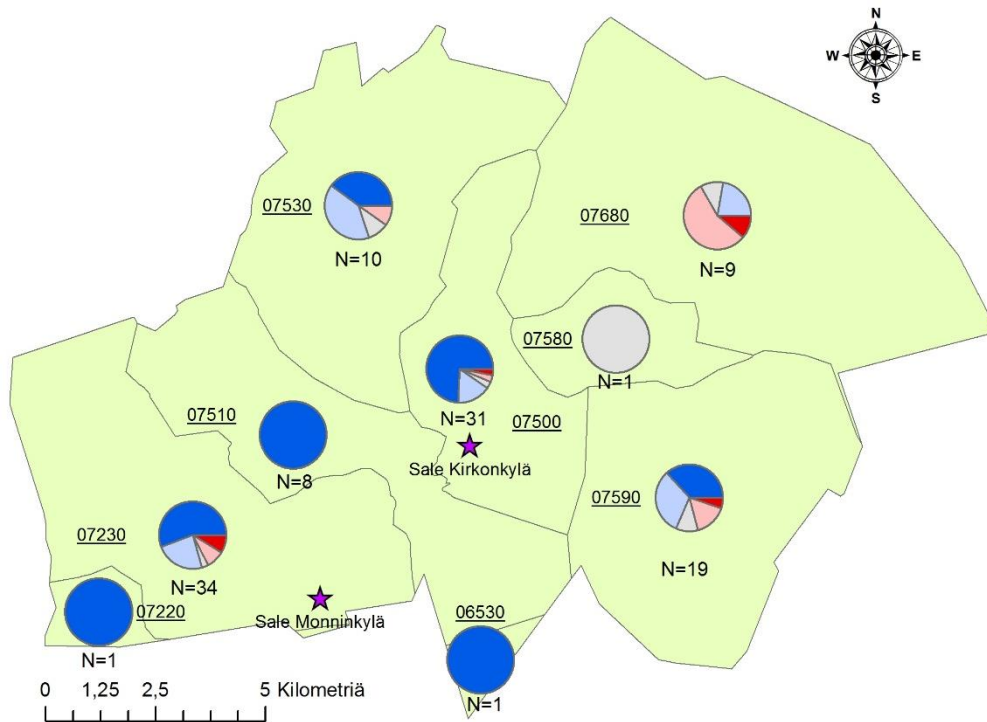 N
W E
S
07530
N=10
07680
N=9
07580
N=1
07510
N=8
N=31
07500
Sale Kirkonkylä
07590
N=19
07230
N=34
07220
N=1
Sale Monninkylä
06530
N=1
0 1,25 2,5 5 Kilometriä